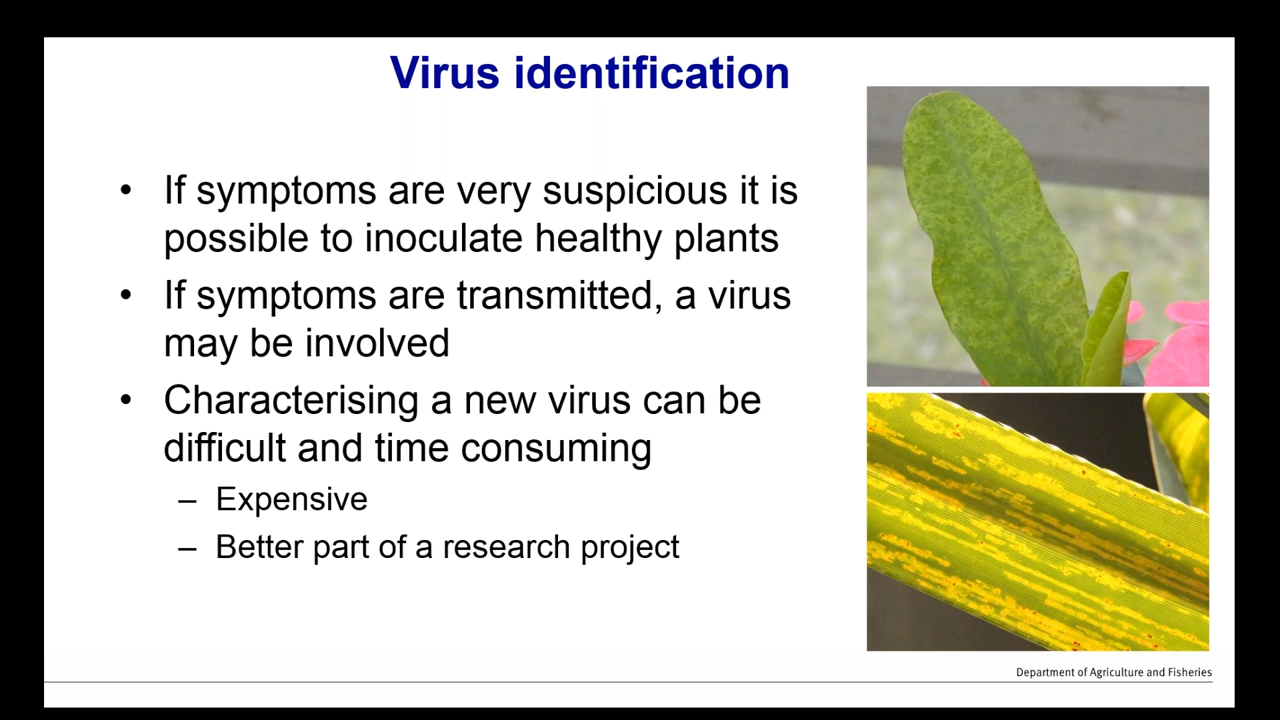 Virus identification
• If symptoms are very suspicious it is
possible to inoculate healthy plants
• If symptoms are transmitted, a virus
may be involved
• Characterising a new virus can be
difficult and time consuming
– Expensive
– Better part of a research project
Department of Agriculture and Fisheries